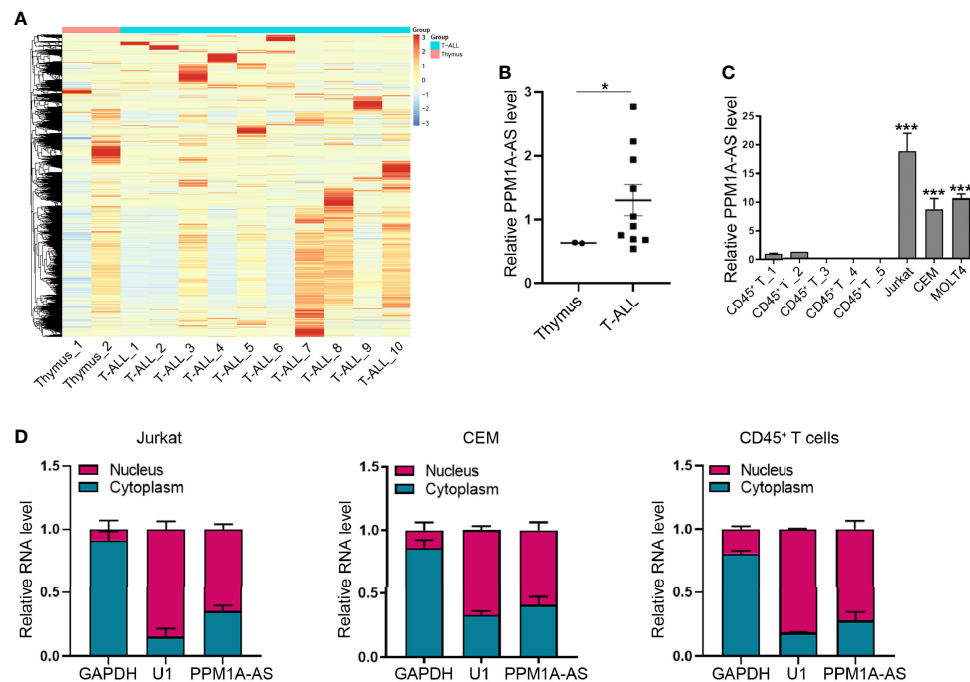 A
Group
3
2
1
0
−1
−2
−3
Group
T−ALL
Thymus
Thymus_1
Thymus_2
T-ALL_1
T-ALL_2
T-ALL_3
T-ALL_4
T-ALL_5
T-ALL_6
T-ALL_7
T-ALL_8
T-ALL_9
T-ALL_10
B
Relative PPM1A-AS level
3
2
1
0
*
Thymus
T-ALL
C
Relative PPM1A-AS level
25
20
15
10
5
0
***
***
***
CD45⁺ T_1
CD45⁺ T_2
CD45⁺ T_3
CD45⁺ T_4
CD45⁺ T_5
Jurkat
CEM
MOLT4
D
Jurkat
Nucleus
Cytoplasm
Relative RNA level
1.5
1.0
0.5
0.0
GAPDH U1 PPM1A-AS
CEM
Nucleus
Cytoplasm
Relative RNA level
1.5
1.0
0.5
0.0
GAPDH U1 PPM1A-AS
CD45⁺ T cells
Nucleus
Cytoplasm
Relative RNA level
1.5
1.0
0.5
0.0
GAPDH U1 PPM1A-AS